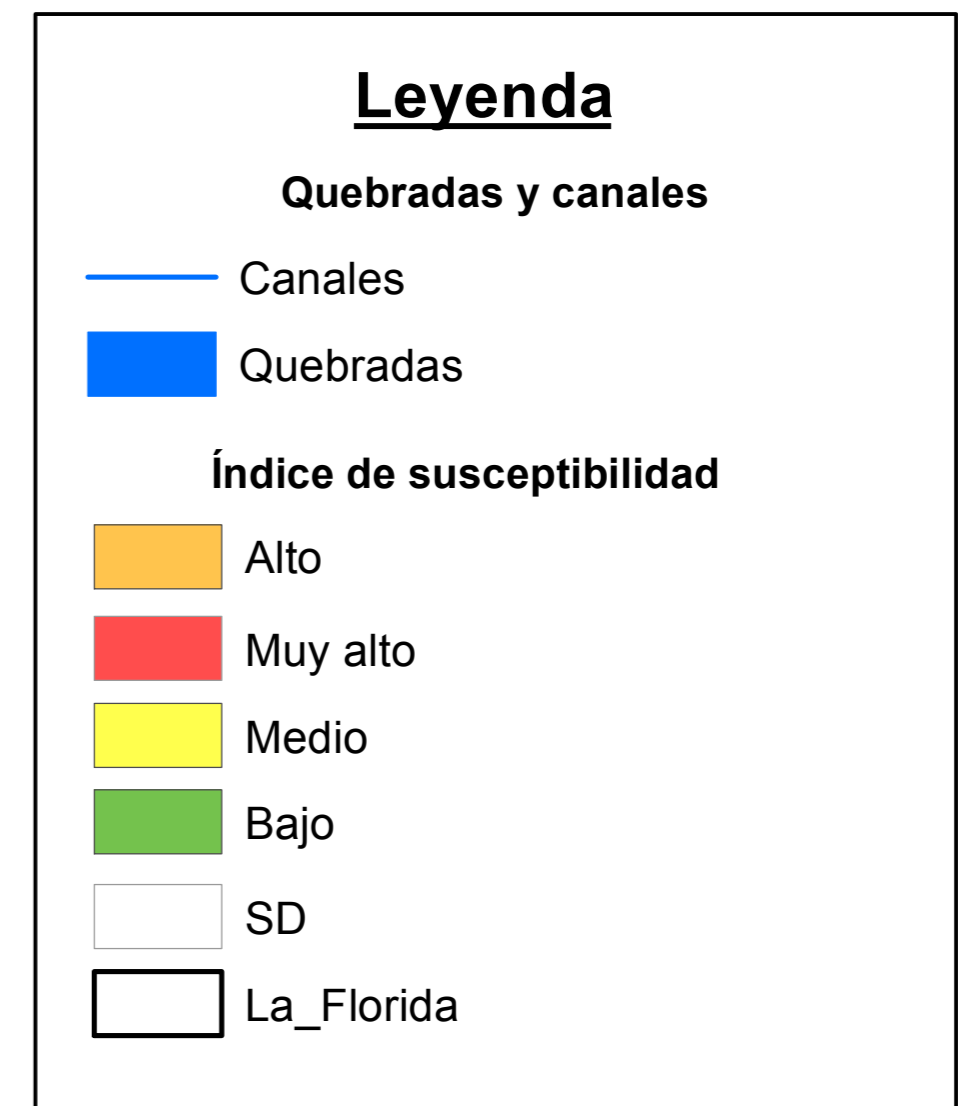 Leyenda
Quebradas y canales
Canales
Quebradas
Índice de susceptibilidad
Alto
Muy alto
Medio
Bajo
SD
La_Florida